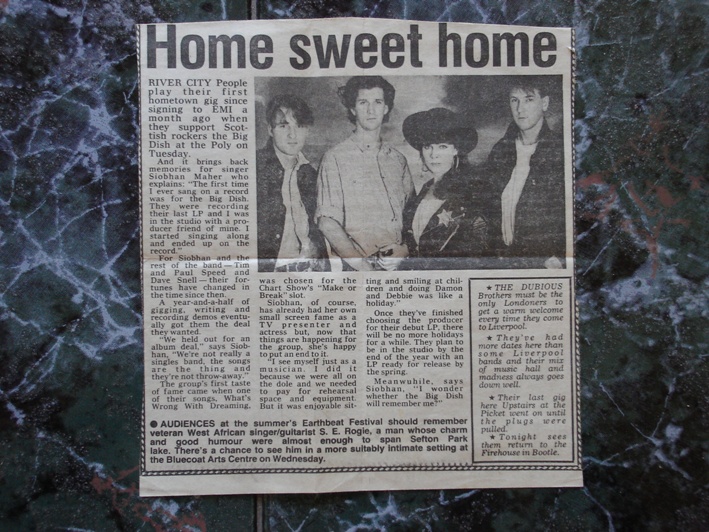 Home sweet home
RIVER CITY People
play their first
hometown gig since
signing to EMI a
month ago when
they support Scot-
tish rockers the Big
Dish at the Poly on
Tuesday.
And it brings back
memories for singer
Siobhan Maher who
explains: "The first time
I ever sang on a record
was for the Big Dish.
They were recording
their last LP and I was
in the studio with a pro-
ducer friend of mine. I
started singing along
and ended up on the
record."
For Siobhan and the
rest of the band — Tim
and Paul Speed and
Dave Snell — their for-
tunes have changed in
the time since then.
A year-and-a-half of
gigging, writing and
recording demos eventu-
ally got them the deal
they wanted.
"We held out for an
album deal," says Siob-
han, "We're not really a
singles band, the songs
are the thing and
they're not throw-away."
The group's first taste
of fame came when one
of their songs, What's
Wrong With Dreaming,
was chosen for the
Chart Show's "Make or
Break" slot.
Siobhan, of course,
has already had her own
small screen fame as a
TV presenter and
actress but, now that
things are happening for
the group, she's happy
to put an end to it.
"I see myself just as a
musician. I did it
because we were all on
the dole and we needed
to pay for rehearsal
space and equipment.
But it was enjoyable sit-
ting and smiling at chil-
dren and doing Damon
and Debbie was like a
holiday."
Once they've finished
choosing the producer
for their debut LP, there
will be no more holidays
for a while. They plan to
be in the studio by the
end of the year with an
LP ready for release by
the spring.
Meanwhile, says
Siobhan, "I wonder
whether the Big Dish
will remember me?"
★ THE DUBIOUS
Brothers must be the
only Londoners to
get a warm welcome
every time they come
to Liverpool.
★ They've had
more dates here than
some Liverpool
bands and their mix
of music hall and
madness always goes
down well.
★ Their last gig
here Upstairs at the
Picket went on until
the plugs were
pulled.
★ Tonight sees
them return to the
Firehouse in Bootle.
● AUDIENCES at the summer's Earthbeat Festival should remember
veteran West African singer/guitarist S. E. Rogie, a man whose charm
and good humour were almost enough to span Sefton Park
lake. There's a chance to see him in a more suitably intimate setting at
the Bluecoat Arts Centre on Wednesday.